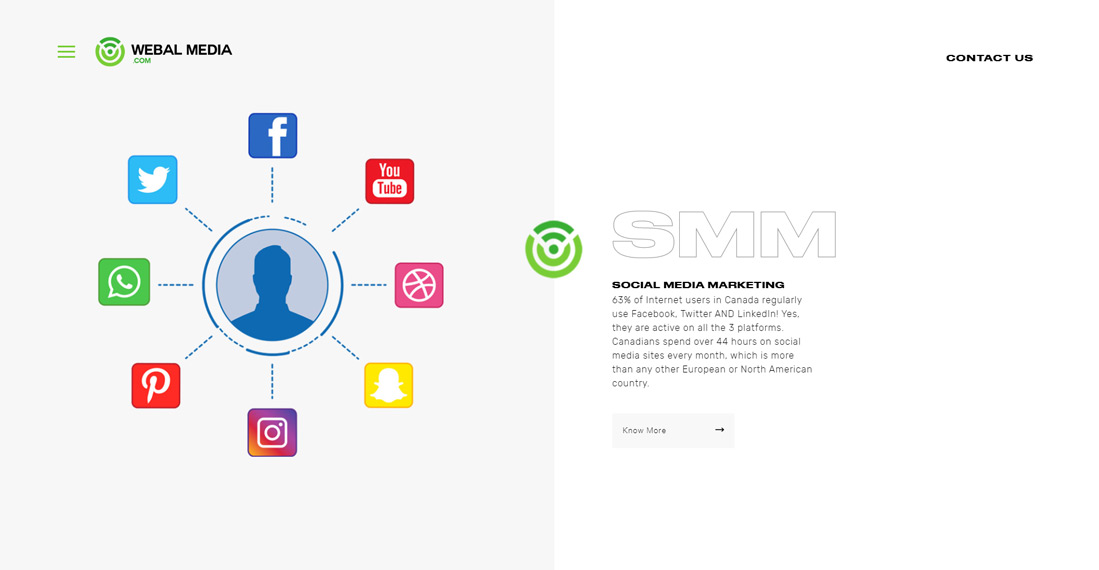 WEBAL MEDIA
.COM
CONTACT US
f
You
Tube
SMM
SOCIAL MEDIA MARKETING
63% of Internet users in Canada regularly
use Facebook, Twitter AND LinkedIn! Yes,
they are active on all the 3 platforms.
Canadians spend over 44 hours on social
media sites every month, which is more
than any other European or North American
country.
Know More →